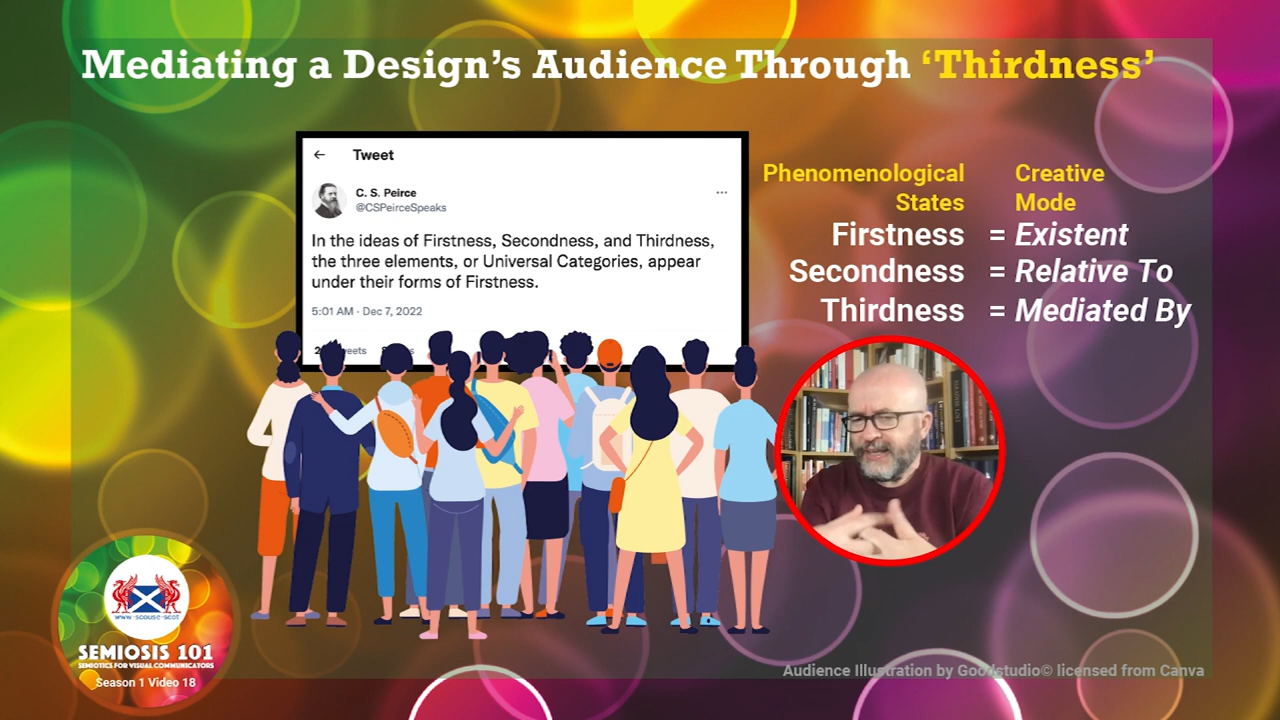 Mediating a Design's Audience Through 'Thirdness'
← Tweet
C. S. Peirce
@CSPeirceSpeaks
In the ideas of Firstness, Secondness, and Thirdness,
the three elements, or Universal Categories, appear
under their forms of Firstness.
5:01 AM · Dec 7, 2022
Phenomenological States
Creative Mode
Firstness = Existent
Secondness = Relative To
Thirdness = Mediated By
www.scouse-scot
SEMIOSIS 101
SEMIOTICS FOR VISUAL COMMUNICATORS
Season 1 Video 18
Audience Illustration by Goodstudio© licensed from Canva